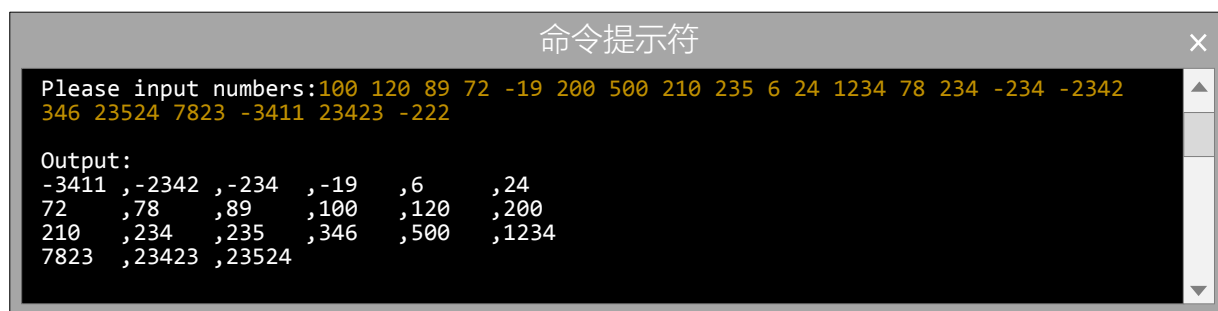 命令提示符
Please input numbers:100 120 89 72 -19 200 500 210 235 6 24 1234 78 234 -234 -2342
346 23524 7823 -3411 23423 -222
Output:
-3411 ,-2342 ,-234 ,-19 ,6 ,24
72 ,78 ,89 ,100 ,120 ,200
210 ,234 ,235 ,346 ,500 ,1234
7823 ,23423 ,23524